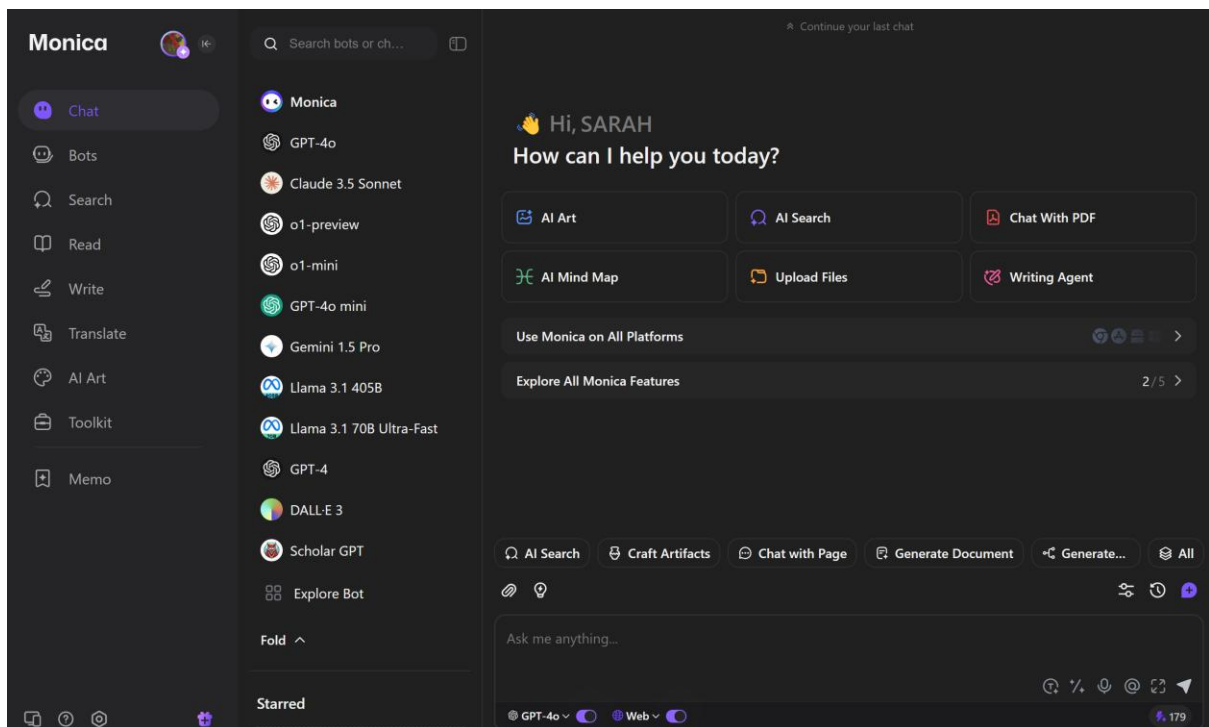 Monica
Chat
Bots
Search
Read
Write
Translate
AI Art
Toolkit
Memo
Search bots or ch...
Monica
GPT-4o
Claude 3.5 Sonnet
o1-preview
o1-mini
GPT-4o mini
Gemini 1.5 Pro
Llama 3.1 405B
Llama 3.1 70B Ultra-Fast
GPT-4
DALL·E 3
Scholar GPT
Explore Bot
Fold
Starred
Continue your last chat
Hi, SARAH
How can I help you today?
AI Art
AI Search
Chat With PDF
AI Mind Map
Upload Files
Writing Agent
Use Monica on All Platforms
Explore All Monica Features 2/5
AI Search Craft Artifacts Chat with Page Generate Document Generate... All
Ask me anything...
GPT-4o Web 179